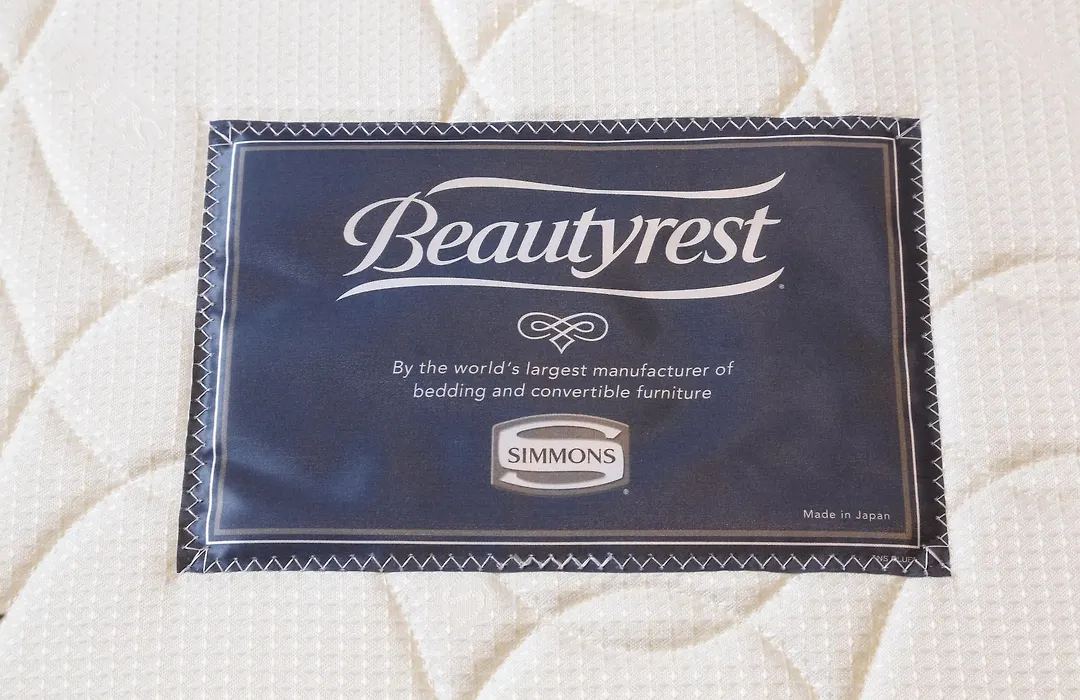 Beautyrest
By the world's largest manufacturer of
bedding and convertible furniture
SIMMONS
Made in Japan